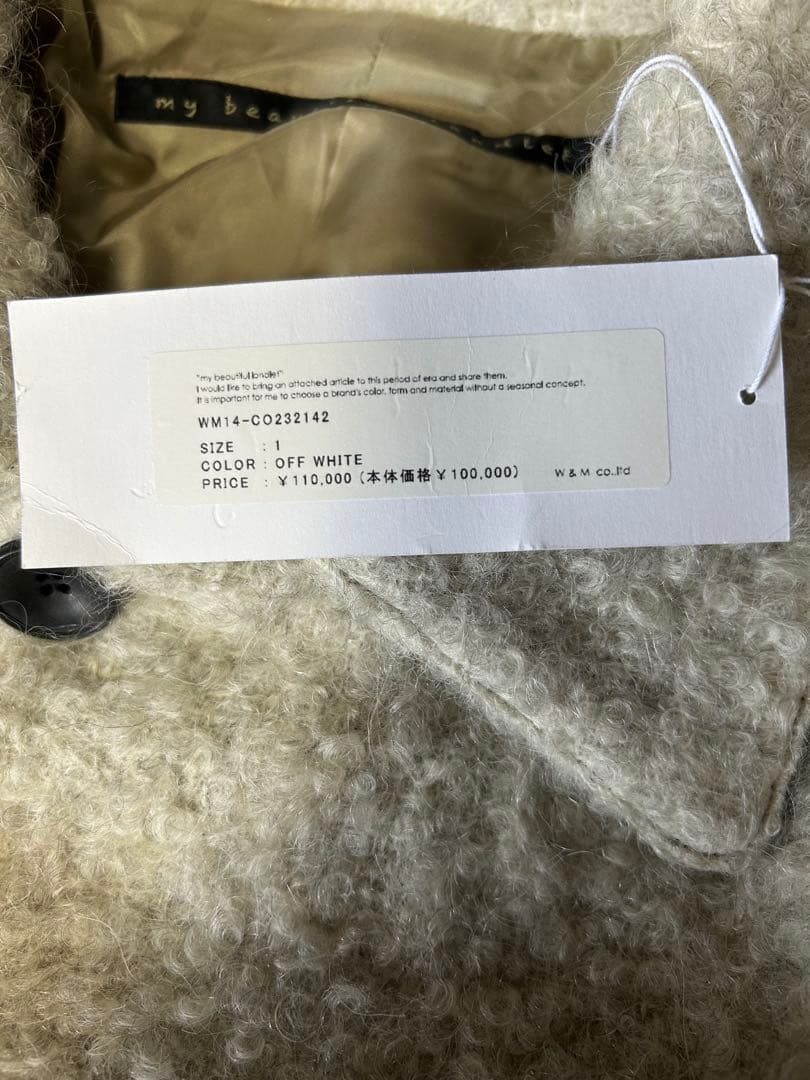 my bea
"my beautiful landlet"
I would like to bring an attached article to this period of era and share them.
It is important for me to choose a brand's color, form and material without a seasonal concept.
WM14-CO232142
SIZE : 1
COLOR : OFF WHITE
PRICE : ¥110,000 (本体価格¥100,000)
W & M co.,ltd